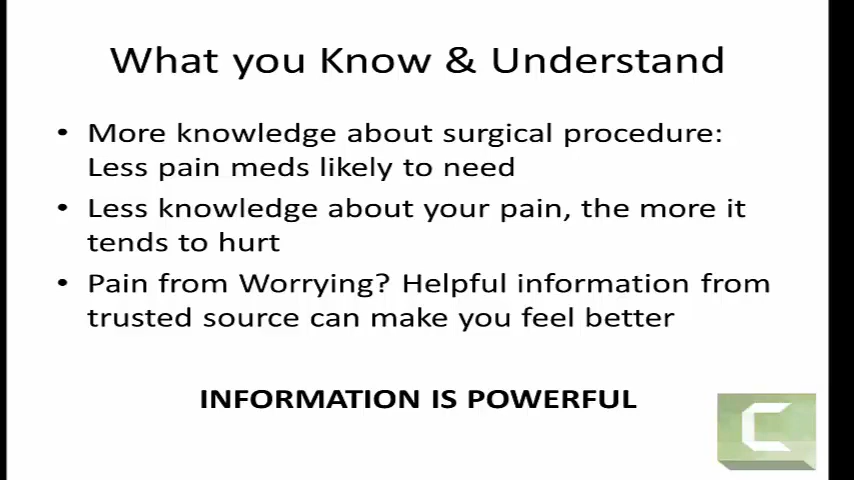 What you Know & Understand
• More knowledge about surgical procedure:
Less pain meds likely to need
• Less knowledge about your pain, the more it
tends to hurt
• Pain from Worrying? Helpful information from
trusted source can make you feel better
INFORMATION IS POWERFUL
C